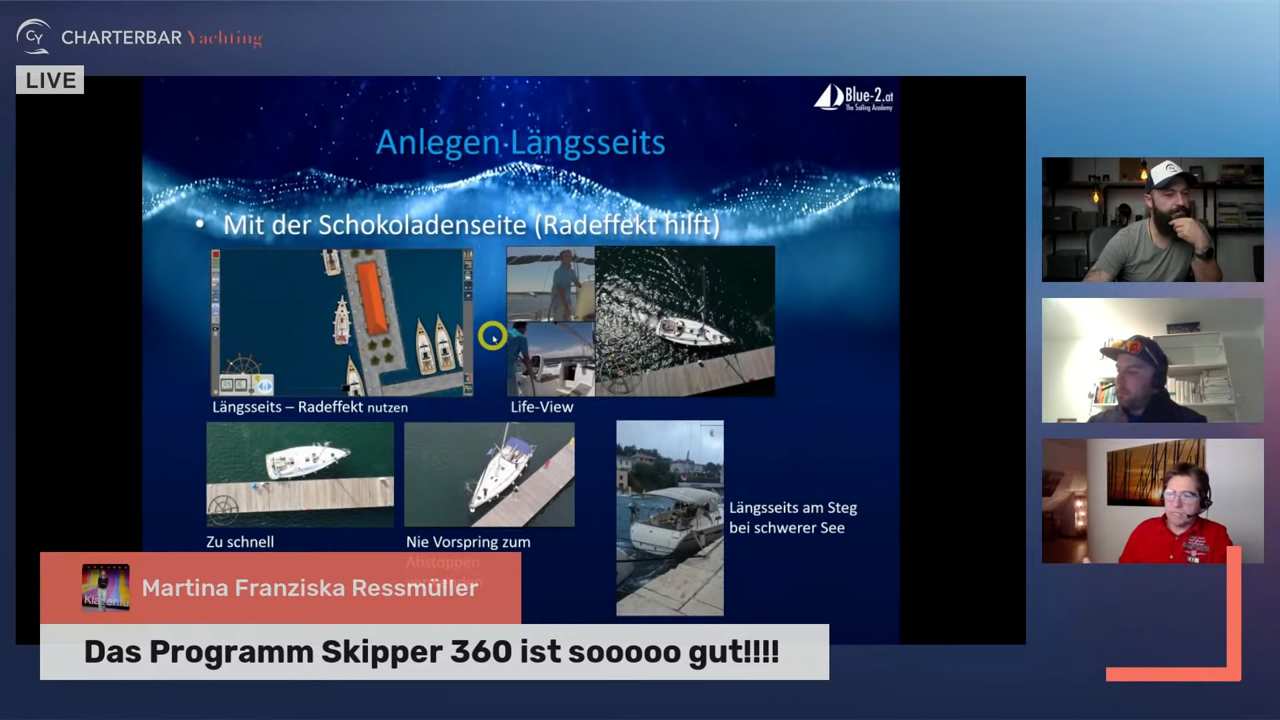 CY CHARTERBAR Yachting
LIVE
Blue-2.at
The Sailing Academy
Anlegen Längsseits
• Mit der Schokoladenseite (Radeffekt hilft)
Längsseits – Radeffekt nutzen
Life-View
Längsseits am Steg
bei schwerer See
Zu schnell
Nie Vorspring zum
Abstoppen
Martina Franziska Ressmüller
Das Programm Skipper 360 ist sooooo gut!!!!